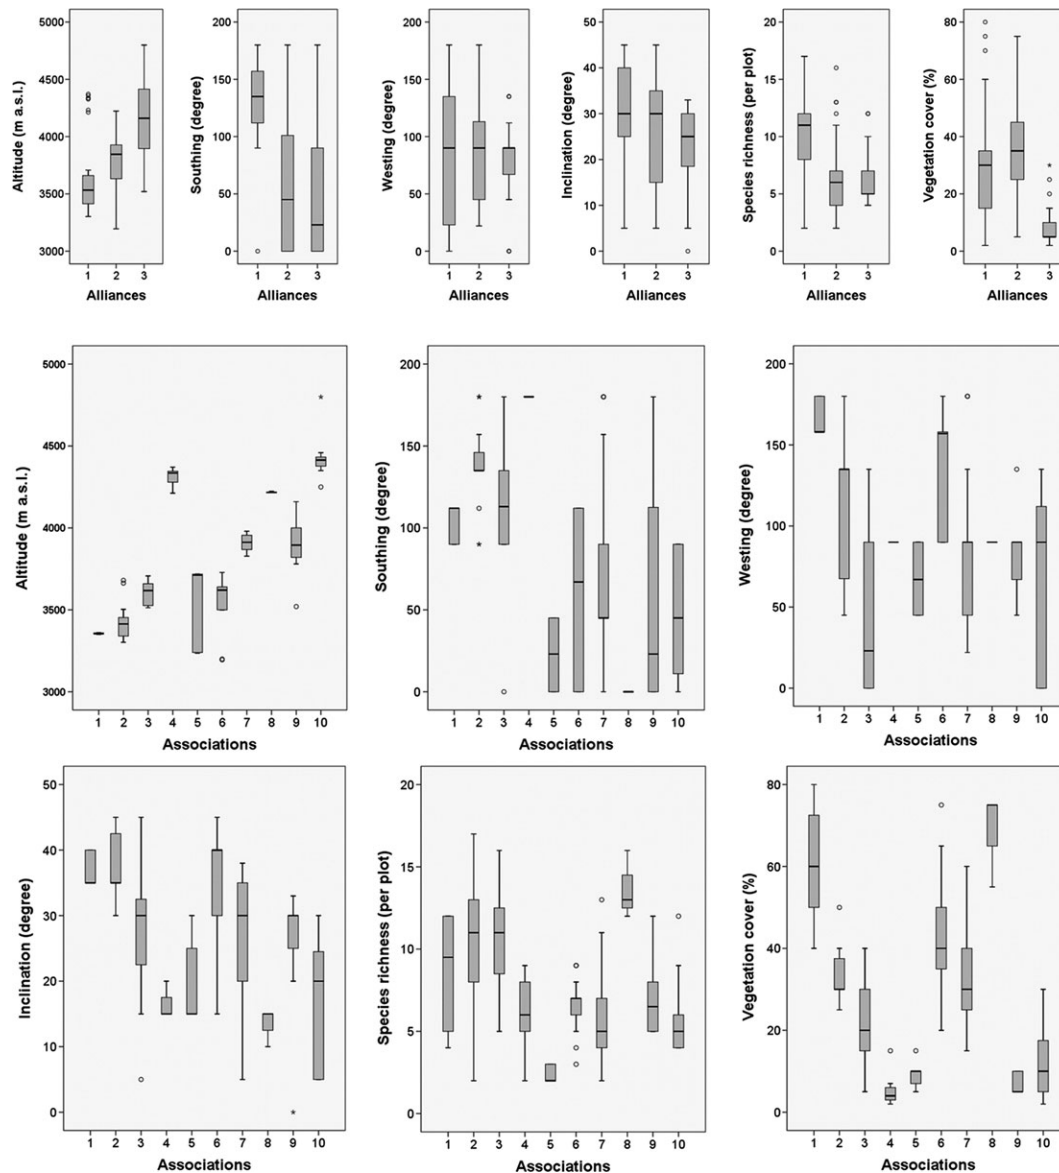 5000
4500
4000
3500
3000
Altitude (m a.s.l.)
1 2 3
Alliances
200
150
100
50
0
Southing (degree)
1 2 3
Alliances
200
150
100
50
0
Westing (degree)
1 2 3
Alliances
50
40
30
20
10
0
Inclination (degree)
1 2 3
Alliances
20
15
10
5
0
Species richness (per plot)
1 2 3
Alliances
80
60
40
20
0
Vegetation cover (%)
1 2 3
Alliances
5000
4500
4000
3500
3000
Altitude (m a.s.l.)
1 2 3 4 5 6 7 8 9 10
Associations
200
150
100
50
0
Southing (degree)
1 2 3 4 5 6 7 8 9 10
Associations
200
150
100
50
0
Westing (degree)
1 2 3 4 5 6 7 8 9 10
Associations
50
40
30
20
10
0
Inclination (degree)
1 2 3 4 5 6 7 8 9 10
Associations
20
15
10
5
0
Species richness (per plot)
1 2 3 4 5 6 7 8 9 10
Associations
80
60
40
20
0
Vegetation cover (%)
1 2 3 4 5 6 7 8 9 10
Associations